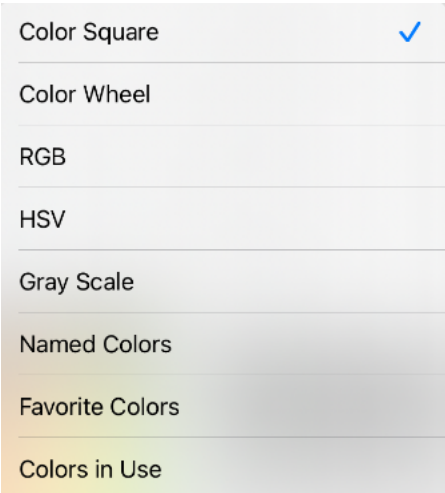 Color Square
Color Wheel
RGB
HSV
Gray Scale
Named Colors
Favorite Colors
Colors in Use